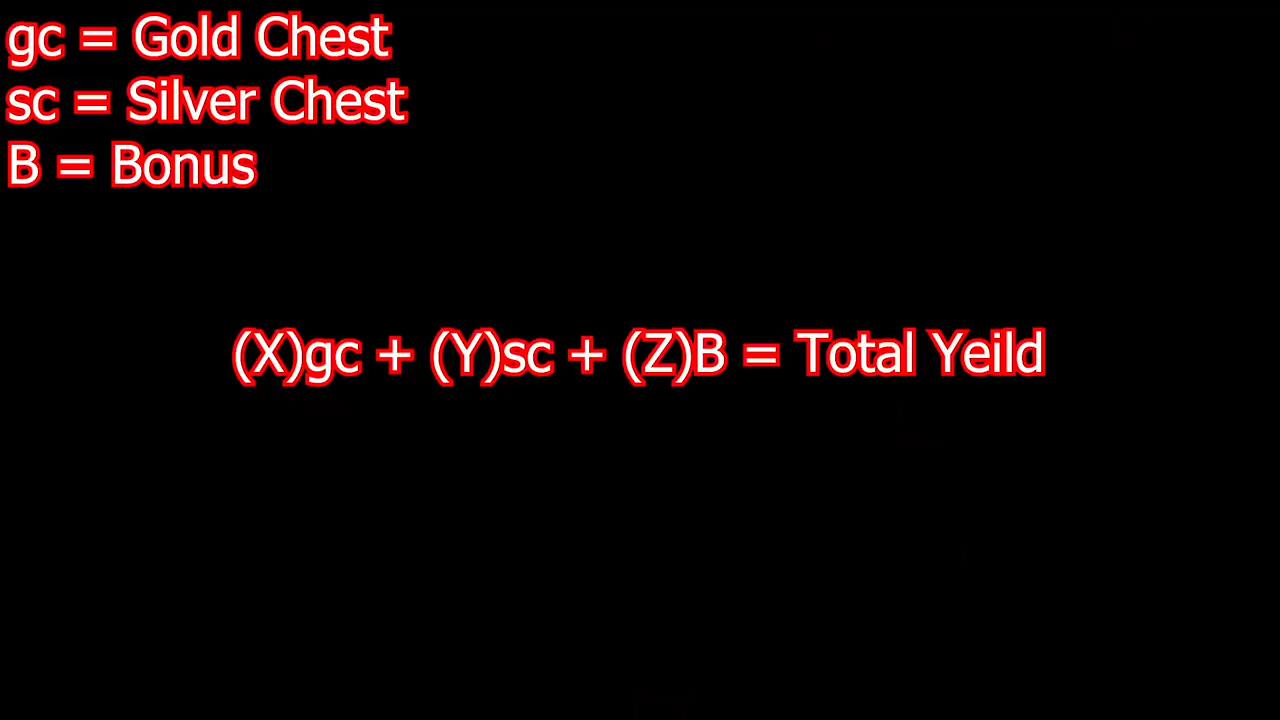 gc = Gold Chest
sc = Silver Chest
B = Bonus
(X)gc + (Y)sc + (Z)B = Total Yeild